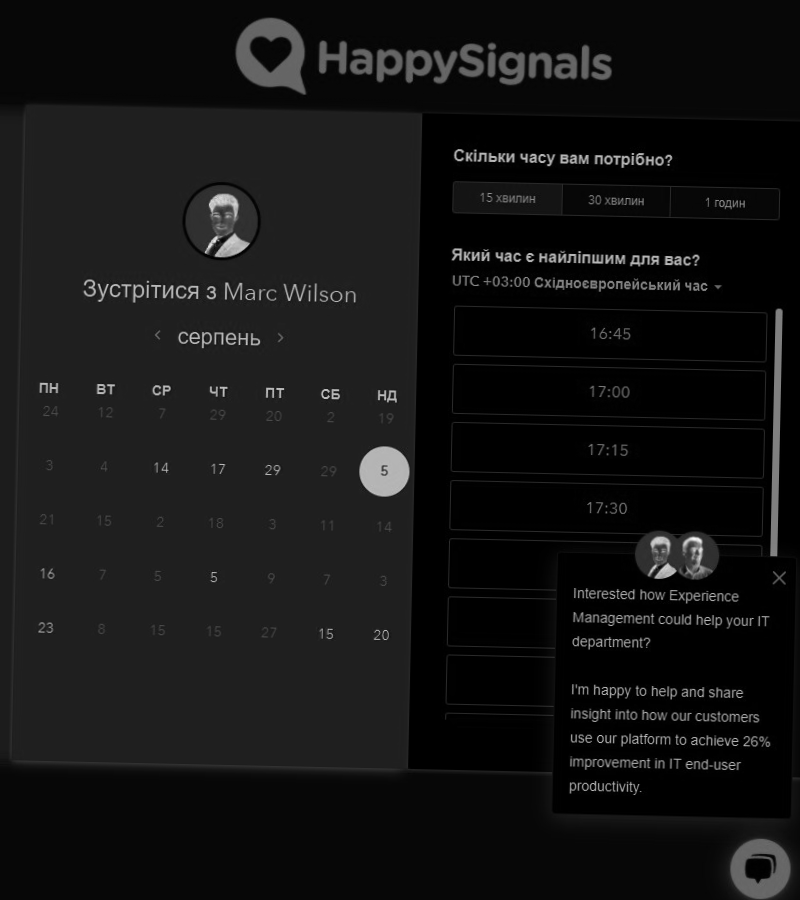 HappySignals
Зустрітися з Marc Wilson
серпень
ПН ВТ СР ЧТ ПТ СБ НД
24 12 7 29 20 2 19
3 4 14 17 29 29 5
21 15 2 18 3 11 14
16 7 5 5 9 7 3
23 8 15 15 27 15 20
Скільки часу вам потрібно?
15 хвилин 30 хвилин 1 годин
Який час є найліпшим для вас?
UTC +03:00 Східноєвропейський час
16:45
17:00
17:15
17:30
Interested how Experience
Management could help your IT
department?
I'm happy to help and share
insight into how our customers
use our platform to achieve 26%
improvement in IT end-user
productivity.